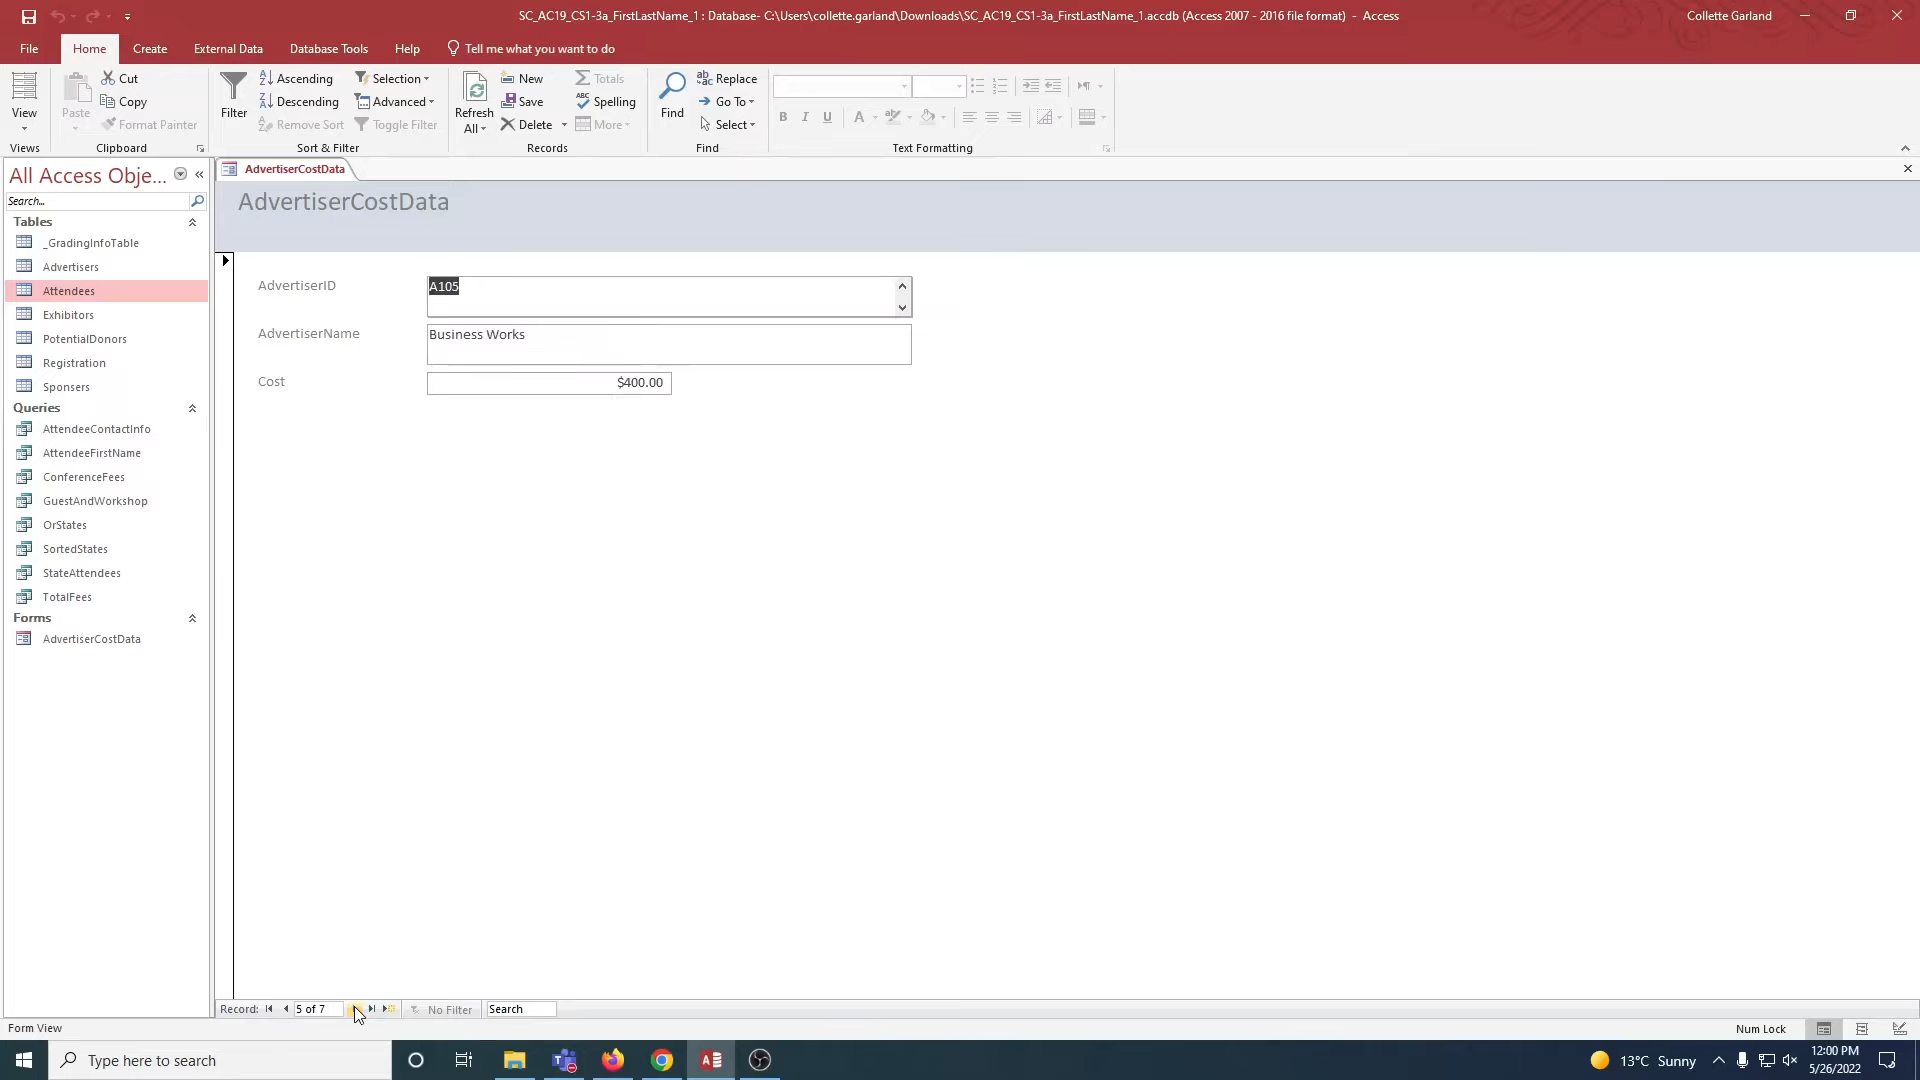 SC_AC19_CS1-3a_FirstLastName_1 : Database- C:\Users\collette.garland\Downloads\SC_AC19_CS1-3a_FirstLastName_1.accdb (Access 2007 - 2016 file format) - Access
Collette Garland
File
Home
Create
External Data
Database Tools
Help
Tell me what you want to do
View
Views
Paste
Cut
Copy
Format Painter
Clipboard
Filter
Ascending
Descending
Remove Sort
Selection
Advanced
Toggle Filter
Sort & Filter
Refresh
All
New
Save
Delete
Totals
Spelling
More
Records
Find
Replace
Go To
Select
Find
B I U
A
Text Formatting
All Access Obje...
Search...
Tables
_GradingInfoTable
Advertisers
Attendees
Exhibitors
PotentialDonors
Registration
Sponsers
Queries
AttendeeContactInfo
AttendeeFirstName
ConferenceFees
GuestAndWorkshop
OrStates
SortedStates
StateAttendees
TotalFees
Forms
AdvertiserCostData
AdvertiserCostData
AdvertiserCostData
AdvertiserID
A105
AdvertiserName
Business Works
Cost
$400.00
Record:
5 of 7
No Filter
Search
Form View
Num Lock
Type here to search
13°C Sunny
12:00 PM
5/26/2022